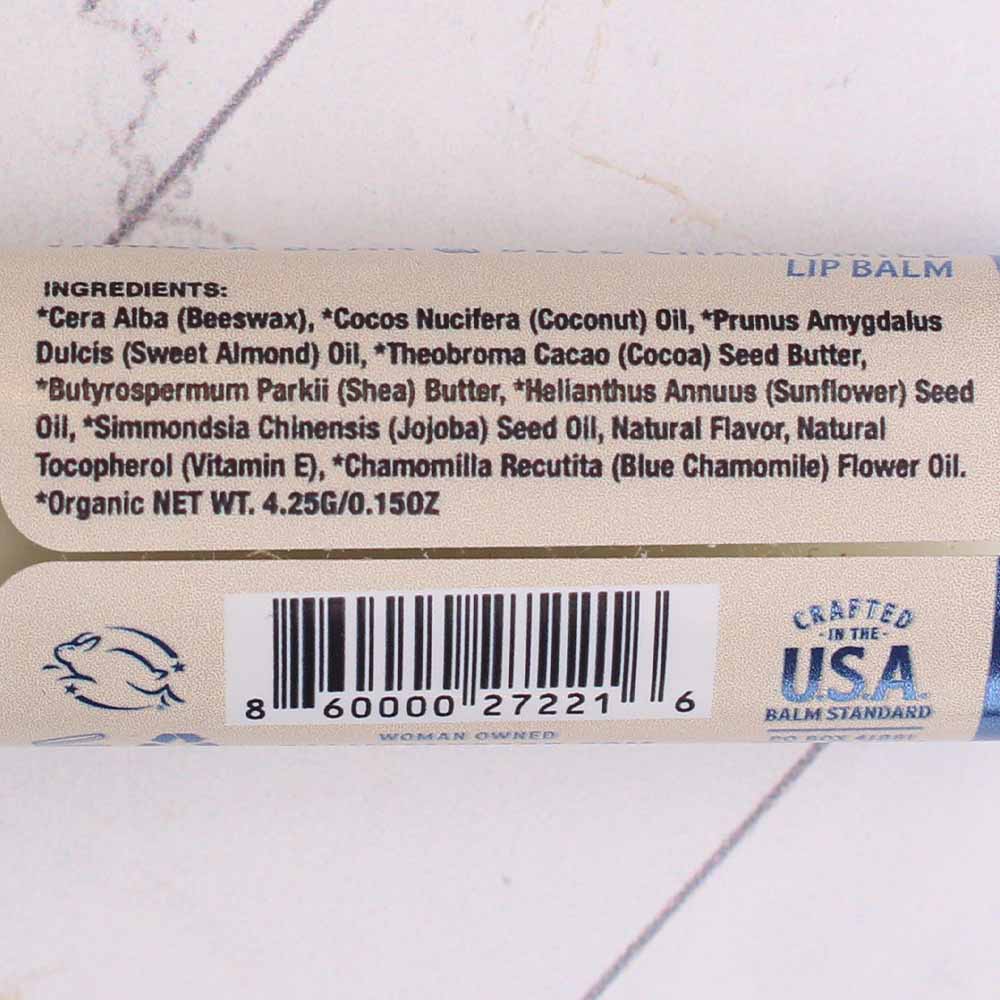 LIP BALM
INGREDIENTS:
*Cera Alba (Beeswax), *Cocos Nucifera (Coconut) Oil, *Prunus Amygdalus
Dulcis (Sweet Almond) Oil, *Theobroma Cacao (Cocoa) Seed Butter,
*Butyrospermum Parkii (Shea) Butter, *Helianthus Annuus (Sunflower) Seed
Oil, *Simmondsia Chinensis (Jojoba) Seed Oil, Natural Flavor, Natural
Tocopherol (Vitamin E), *Chamomilla Recutita (Blue Chamomile) Flower Oil.
*Organic NET WT. 4.25G/0.15OZ
8 60000 27221 6
CRAFTED
-IN THE-
U.S.A.
BALM STANDARD
WOMAN OWNED
PO BOX